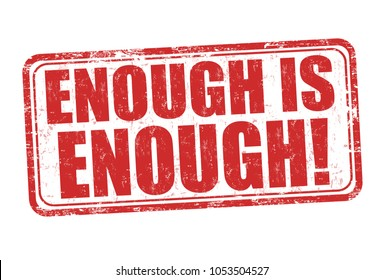 ENOUGH IS
ENOUGH!
shutterstock.com · 1053504527